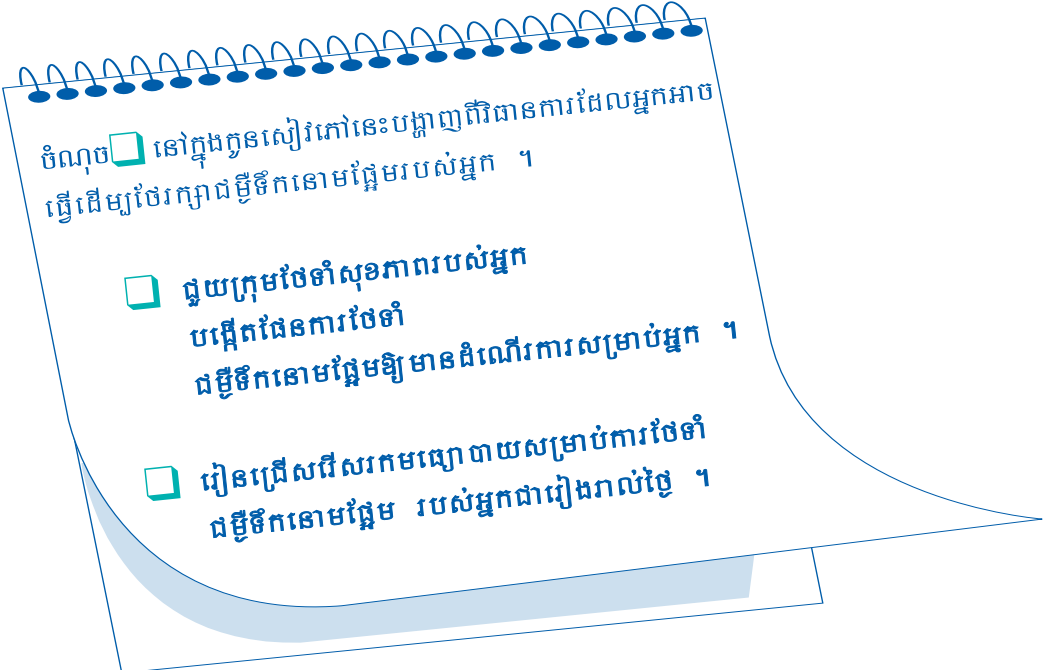 ចំណុច❏ នៅក្នុងកូនសៀវភៅនេះបង្ហាញពីវិធានការដែលអ្នកអាច
ធ្វើដើម្បីថែរក្សាជម្ងឺទឹកនោមផ្អែមរបស់អ្នក ។
❏ ជួយក្រុមថែទាំសុខភាពរបស់អ្នក
បង្កើតផែនការថែទាំ
ជម្ងឺទឹកនោមផ្អែមឱ្យមានដំណើរការសម្រាប់អ្នក ។
❏ រៀនជ្រើសរើសរកមធ្យោបាយសម្រាប់ការថែទាំ
ជម្ងឺទឹកនោមផ្អែម របស់អ្នកជារៀងរាល់ថ្ងៃ ។